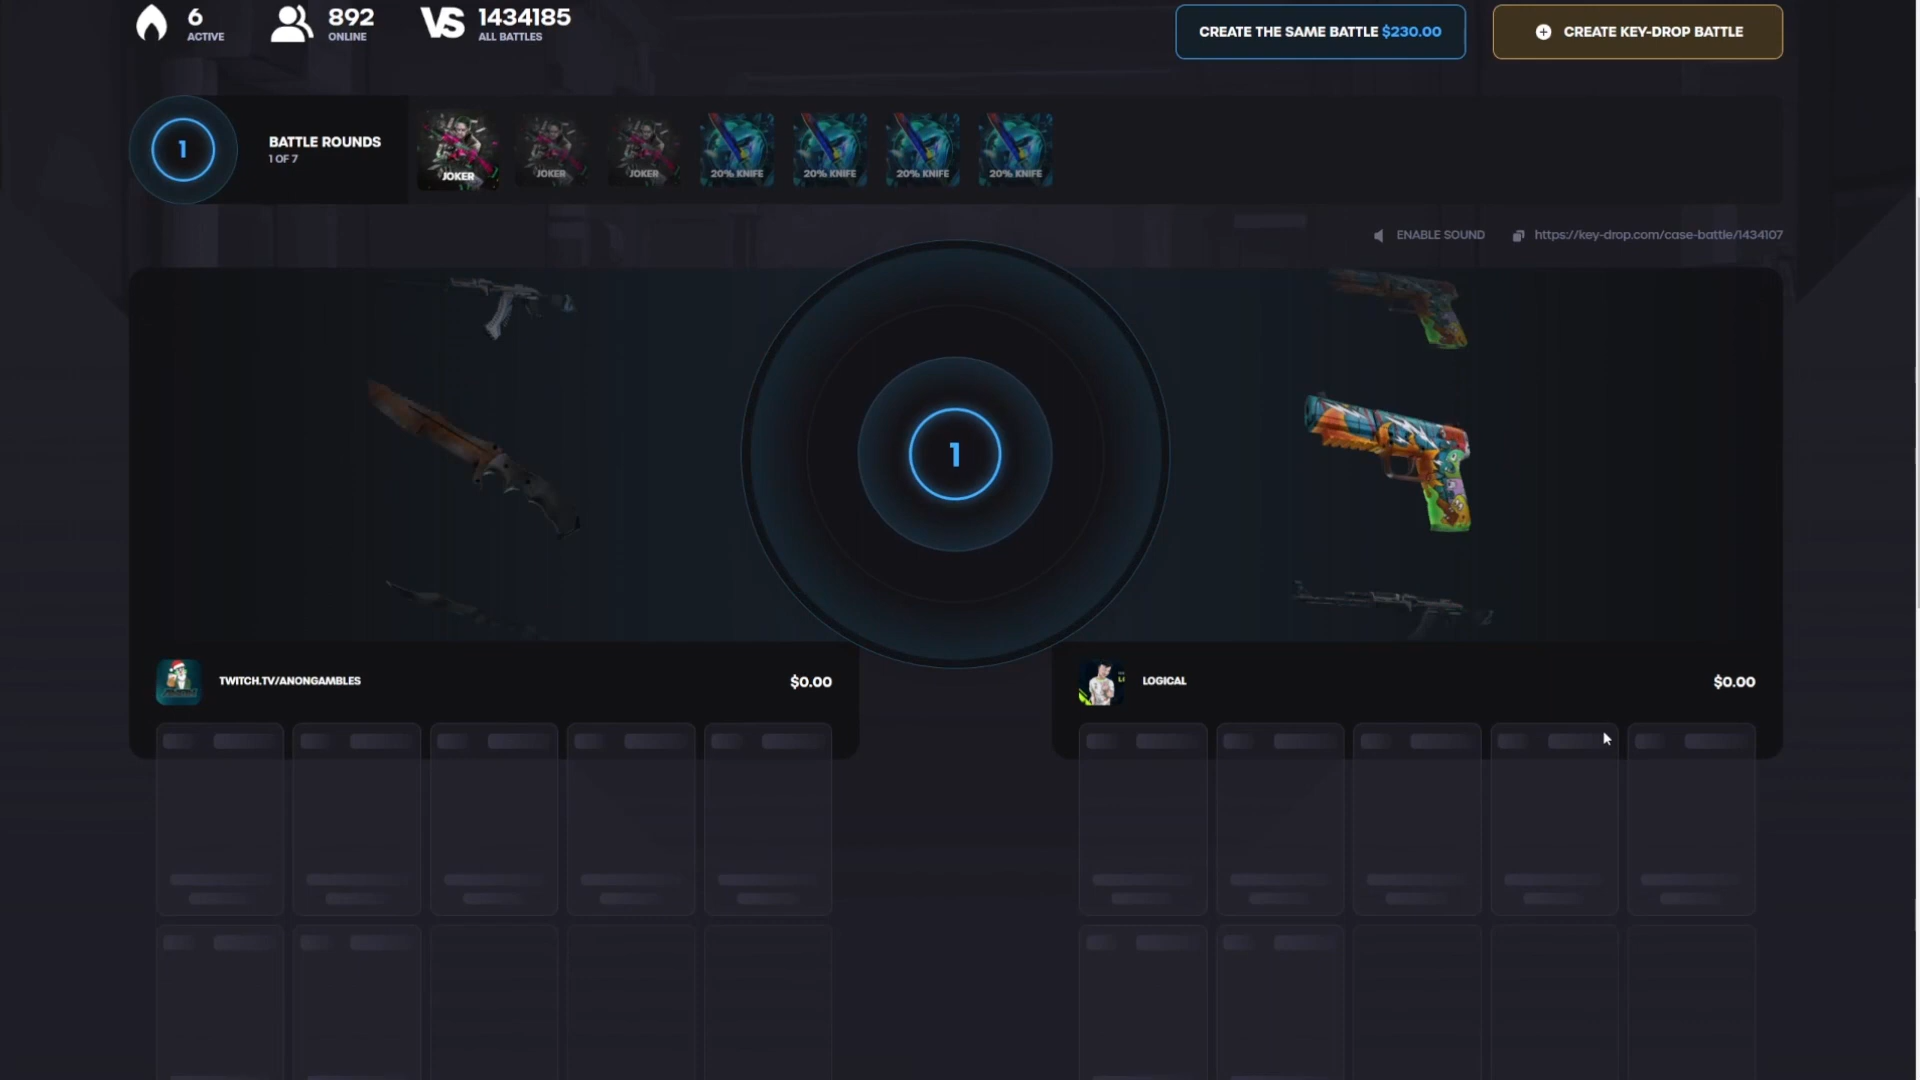 6
ACTIVE
892
ONLINE
VS
1434185
ALL BATTLES
CREATE THE SAME BATTLE $230.00
CREATE KEY-DROP BATTLE
1
BATTLE ROUNDS
1 OF 7
JOKER
JOKER
JOKER
20% KNIFE
20% KNIFE
20% KNIFE
20% KNIFE
ENABLE SOUND
https://key-drop.com/case-battle/1434107
1
TWITCH.TV/ANONGAMBLES
$0.00
LOGICAL
$0.00